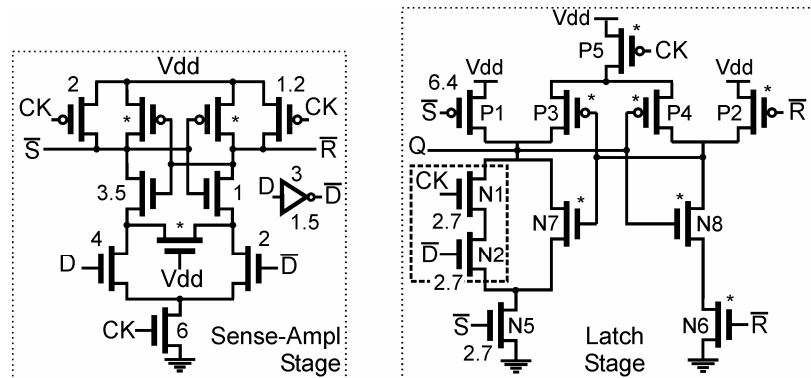 Vdd
2
1.2
CK
*
*
CK
S̅
R̅
3.5
1
D
3
D̅
1.5
*
4
2
D
Vdd
D̅
CK
6
Sense-Ampl
Stage
Vdd
*
P5
CK
6.4
Vdd
Vdd
S̅
P1
P3
*
*
P4
P2
*
R̅
Q
CK
N1
2.7
N7
*
*
N8
D̅
N2
2.7
S̅
N5
2.7
N6
*
R̅
Latch
Stage